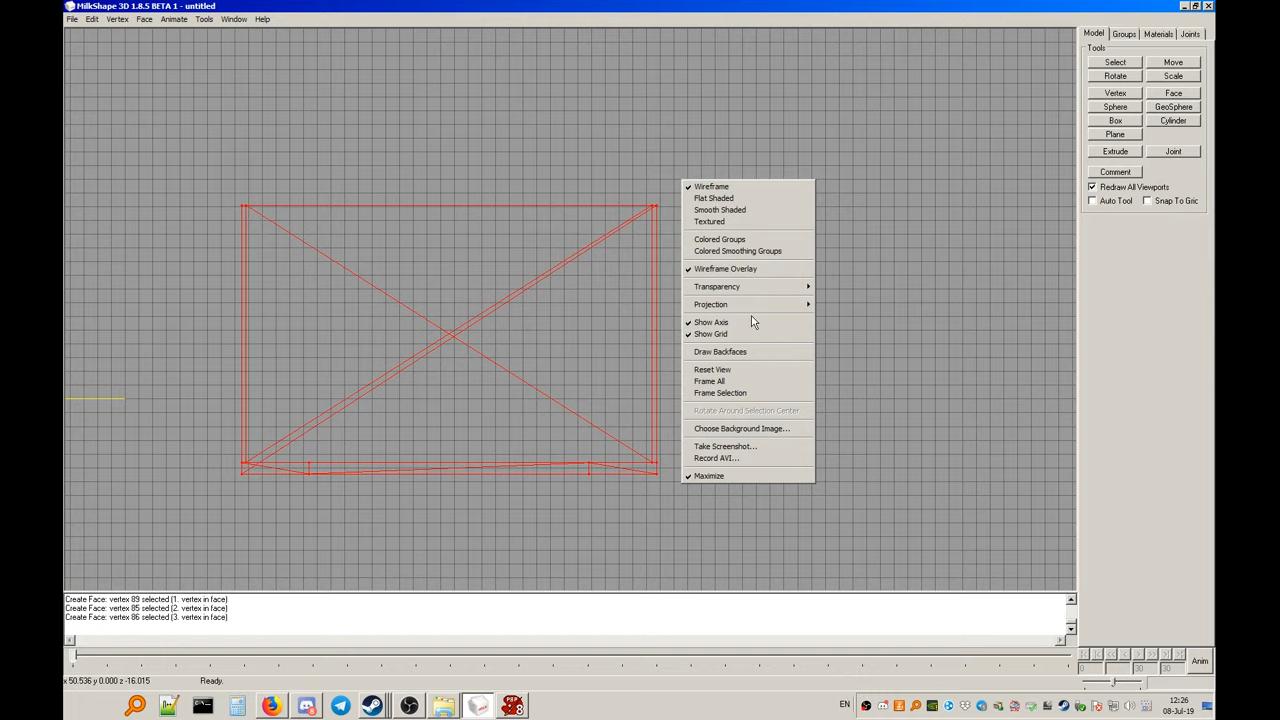 MilkShape 3D 1.8.5 BETA 1 - untitled
File Edit Vertex Face Animate Tools Window Help
Model Groups Materials Joints
Tools
Select Move
Rotate Scale
Vertex Face
Sphere GeoSphere
Box Cylinder
Plane
Extrude Joint
Comment
Redraw All Viewports
Auto Tool Snap To Gric
Wireframe
Flat Shaded
Smooth Shaded
Textured
Colored Groups
Colored Smoothing Groups
Wireframe Overlay
Transparency
Projection
Show Axis
Show Grid
Draw Backfaces
Reset View
Frame All
Frame Selection
Rotate Around Selection Center
Choose Background Image...
Take Screenshot...
Record AVI...
Maximize
Create Face: vertex 89 selected (1. vertex in face)
Create Face: vertex 85 selected (2. vertex in face)
Create Face: vertex 86 selected (3. vertex in face)
Anim
0 30 30
x 50.536 y 0.000 z -16.015 Ready.
EN
12:26
08-Jul-19